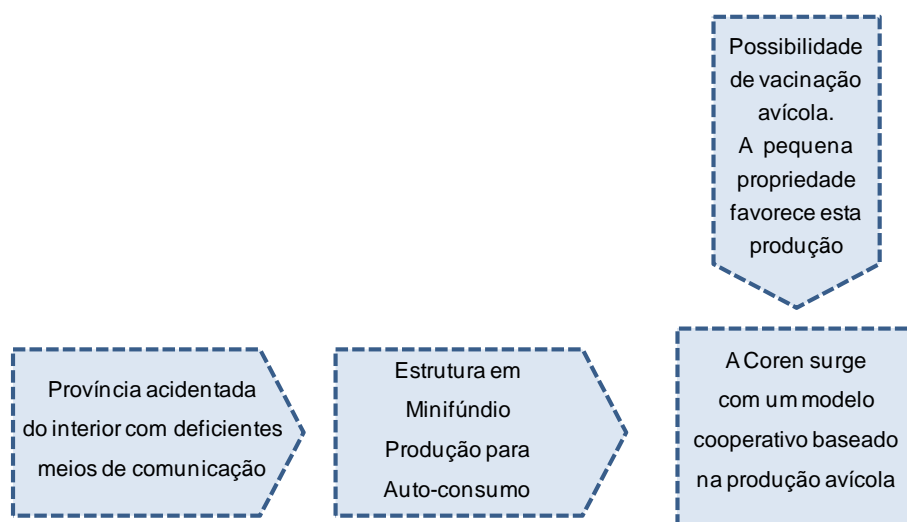 Possibilidade
de vacinação
avícola.
A pequena
propriedade
favorece esta
produção
Província acidentada
do interior com deficientes
meios de comunicação
Estrutura em
Minifúndio
Produção para
Auto-consumo
A Coren surge
com um modelo
cooperativo baseado
na produção avícola